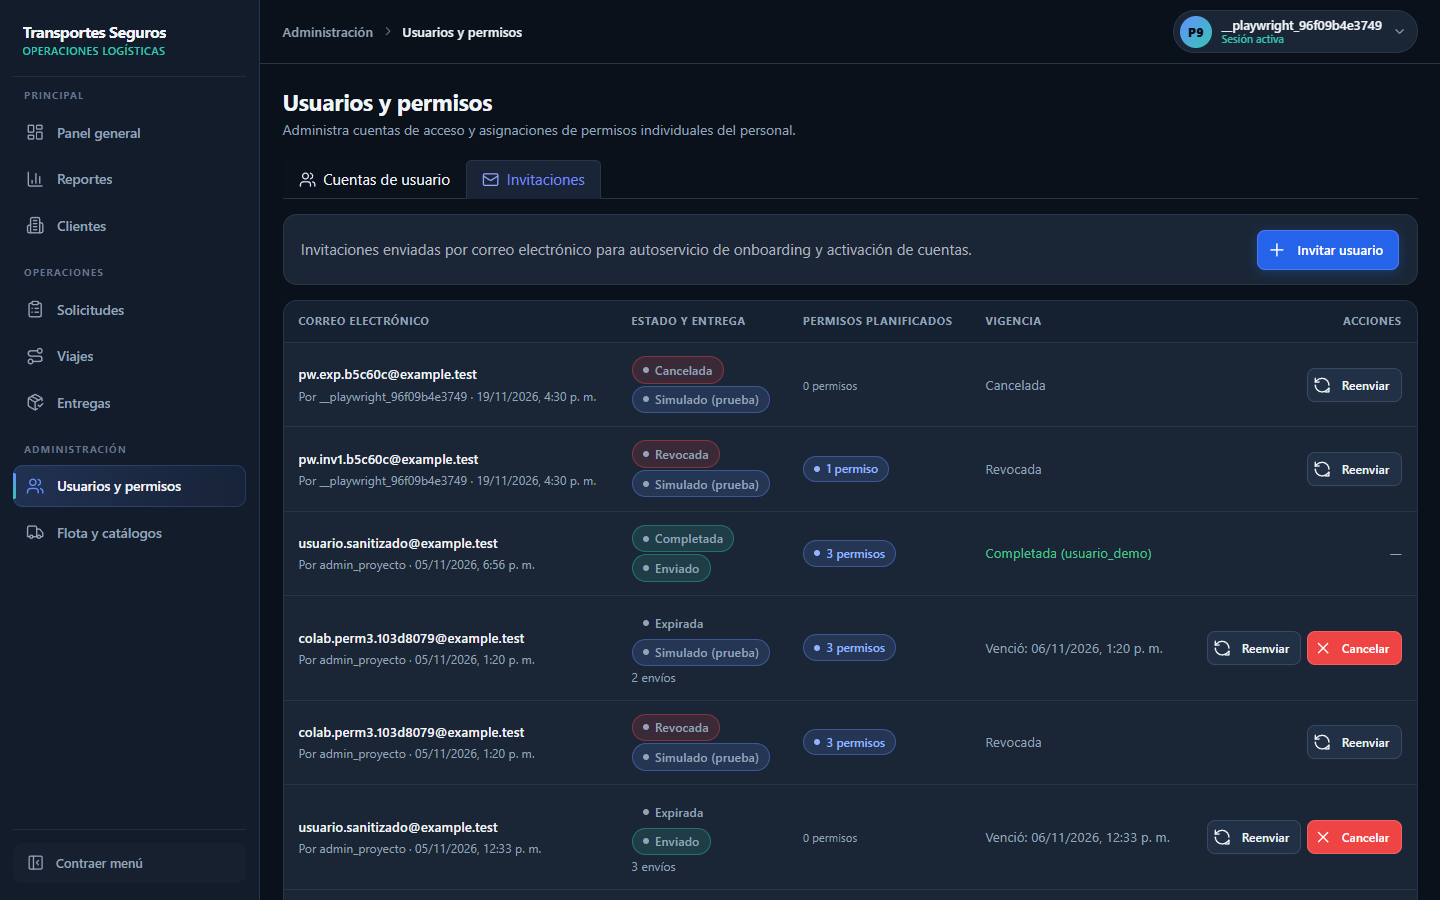 Transportes Seguros
OPERACIONES LOGÍSTICAS
PRINCIPAL
Panel general
Reportes
Clientes
OPERACIONES
Solicitudes
Viajes
Entregas
ADMINISTRACIÓN
Usuarios y permisos
Flota y catálogos
Contraer menú
Administración > Usuarios y permisos
P9
__playwright_96f09b4e3749
Sesión activa
Usuarios y permisos
Administra cuentas de acceso y asignaciones de permisos individuales del personal.
Cuentas de usuario
Invitaciones
Invitaciones enviadas por correo electrónico para autoservicio de onboarding y activación de cuentas.
Invitar usuario
CORREO ELECTRÓNICO ESTADO Y ENTREGA PERMISOS PLANIFICADOS VIGENCIA ACCIONES
pw.exp.b5c60c@example.test
Por __playwright_96f09b4e3749 · 19/11/2026, 4:30 p. m.
Cancelada
Simulado (prueba)
0 permisos
Cancelada
Reenviar
pw.inv1.b5c60c@example.test
Por __playwright_96f09b4e3749 · 19/11/2026, 4:30 p. m.
Revocada
Simulado (prueba)
1 permiso
Revocada
Reenviar
usuario.sanitizado@example.test
Por admin_proyecto · 05/11/2026, 6:56 p. m.
Completada
Enviado
3 permisos
Completada (usuario_demo)
—
colab.perm3.103d8079@example.test
Por admin_proyecto · 05/11/2026, 1:20 p. m.
Expirada
Simulado (prueba)
2 envíos
3 permisos
Venció: 06/11/2026, 1:20 p. m.
Reenviar
Cancelar
colab.perm3.103d8079@example.test
Por admin_proyecto · 05/11/2026, 1:20 p. m.
Revocada
Simulado (prueba)
3 permisos
Revocada
Reenviar
usuario.sanitizado@example.test
Por admin_proyecto · 05/11/2026, 12:33 p. m.
Expirada
Enviado
3 envíos
0 permisos
Venció: 06/11/2026, 12:33 p. m.
Reenviar
Cancelar